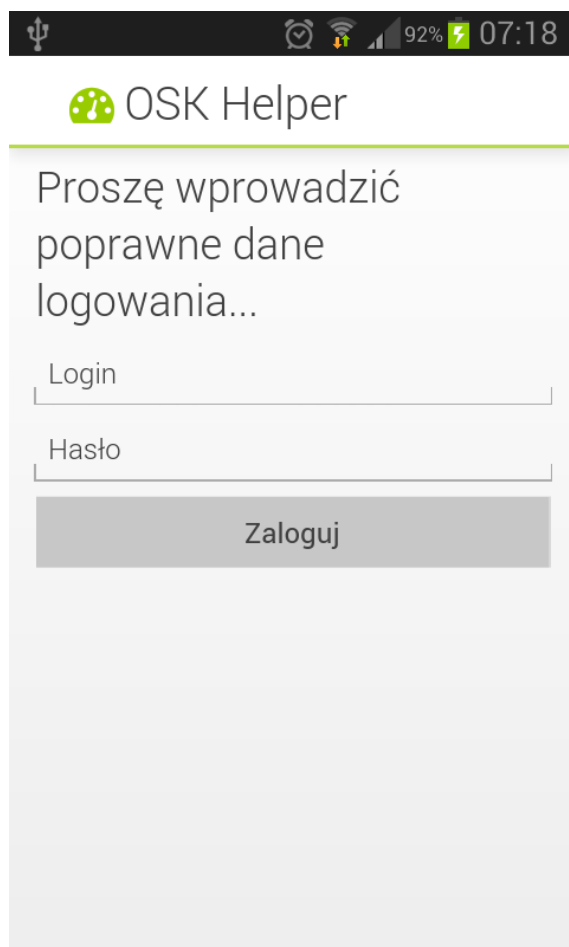 92% 07:18
OSK Helper
Proszę wprowadzić
poprawne dane
logowania...
Login
Hasło
Zaloguj